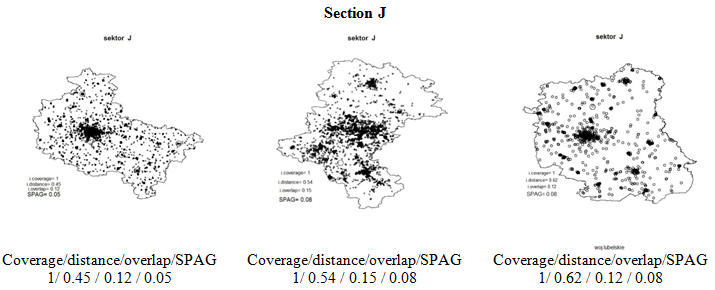 Section J
sektor J
i.coverage= 1
i.distance= 0.45
i.overlap= 0.12
SPAG= 0.05
Coverage/distance/overlap/SPAG
1/ 0.45 / 0.12 / 0.05
sektor J
i.coverage= 1
i.distance= 0.54
i.overlap= 0.15
SPAG= 0.08
Coverage/distance/overlap/SPAG
1/ 0.54 / 0.15 / 0.08
sektor J
i.coverage= 1
i.distance= 0.62
i.overlap= 0.12
SPAG= 0.08
woj.lubelskie
Coverage/distance/overlap/SPAG
1/ 0.62 / 0.12 / 0.08